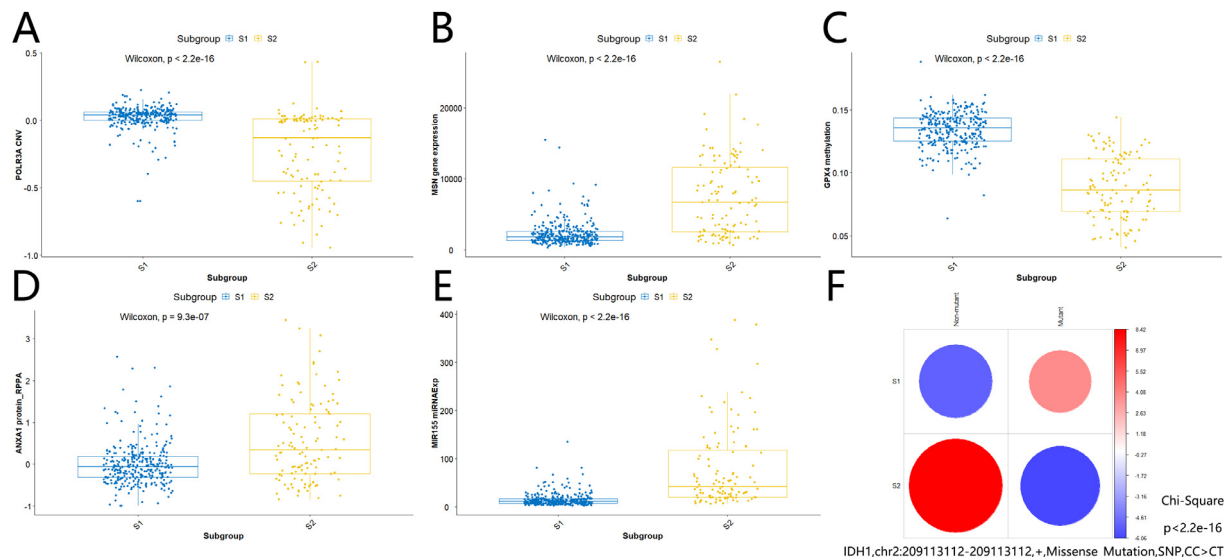 A
Subgroup S1 S2
Wilcoxon, p < 2.2e-16
POLR3A CNV
0.5
0.0
-0.5
-1.0
S1
S2
Subgroup
B
Subgroup S1 S2
Wilcoxon, p < 2.2e-16
MSN gene expression
20000
10000
0
S1
S2
Subgroup
C
Subgroup S1 S2
Wilcoxon, p < 2.2e-16
GPX4 methylation
0.15
0.10
0.05
S1
S2
Subgroup
D
Subgroup S1 S2
Wilcoxon, p = 9.3e-07
ANXA1 protein_RPPA
3
2
1
0
-1
S1
S2
Subgroup
E
Subgroup S1 S2
Wilcoxon, p < 2.2e-16
MIR155 miRNAExp
400
300
200
100
0
S1
S2
Subgroup
F
Non-mutant
Mutant
S1
S2
8.42
6.97
5.52
4.08
2.63
1.18
-0.27
-1.72
-3.16
-4.61
-6.06
Chi-Square
p<2.2e-16
IDH1,chr2:209113112-209113112,+,Missense Mutation,SNP,CC>CT